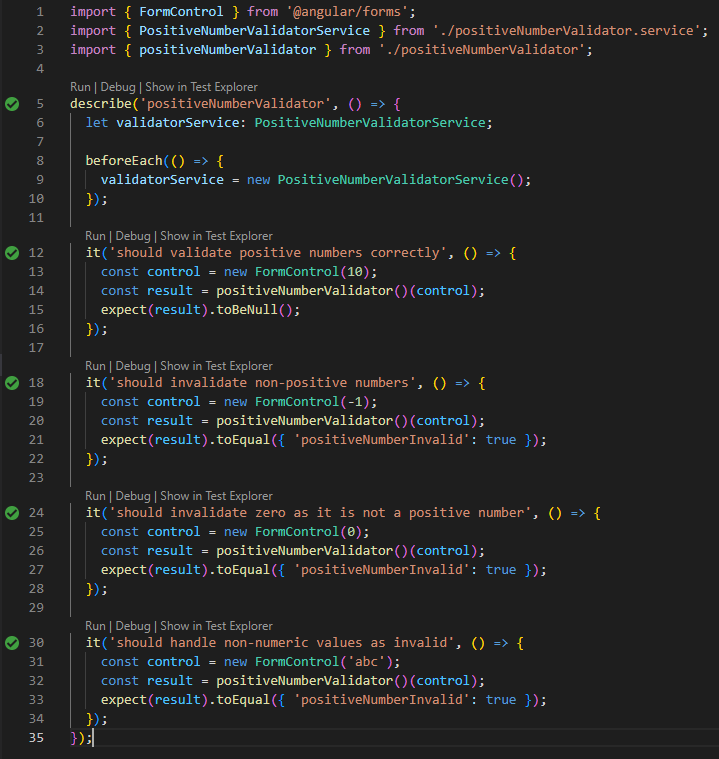 1 import { FormControl } from '@angular/forms';
2 import { PositiveNumberValidatorService } from './positiveNumberValidator.service';
3 import { positiveNumberValidator } from './positiveNumberValidator';
4
Run | Debug | Show in Test Explorer
5 describe('positiveNumberValidator', () => {
6 let validatorService: PositiveNumberValidatorService;
7
8 beforeEach(() => {
9 validatorService = new PositiveNumberValidatorService();
10 });
11
Run | Debug | Show in Test Explorer
12 it('should validate positive numbers correctly', () => {
13 const control = new FormControl(10);
14 const result = positiveNumberValidator()(control);
15 expect(result).toBeNull();
16 });
17
Run | Debug | Show in Test Explorer
18 it('should invalidate non-positive numbers', () => {
19 const control = new FormControl(-1);
20 const result = positiveNumberValidator()(control);
21 expect(result).toEqual({ 'positiveNumberInvalid': true });
22 });
23
Run | Debug | Show in Test Explorer
24 it('should invalidate zero as it is not a positive number', () => {
25 const control = new FormControl(0);
26 const result = positiveNumberValidator()(control);
27 expect(result).toEqual({ 'positiveNumberInvalid': true });
28 });
29
Run | Debug | Show in Test Explorer
30 it('should handle non-numeric values as invalid', () => {
31 const control = new FormControl('abc');
32 const result = positiveNumberValidator()(control);
33 expect(result).toEqual({ 'positiveNumberInvalid': true });
34 });
35 });